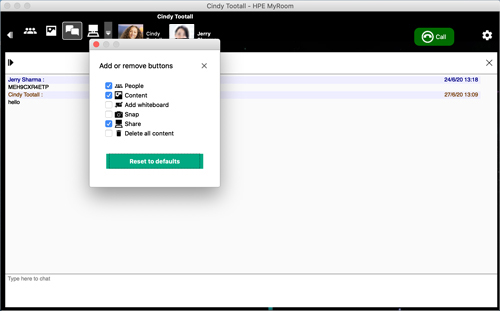 Cindy Tootall - HPE MyRoom
Cindy Tootall
Cindy
Jerry
Call
Add or remove buttons
People
Content
Add whiteboard
Snap
Share
Delete all content
Reset to defaults
Jerry Sharma :
24/6/20 13:18
MEH9CXR4ETP
Cindy Tootall :
27/6/20 13:09
hello
Type here to chat